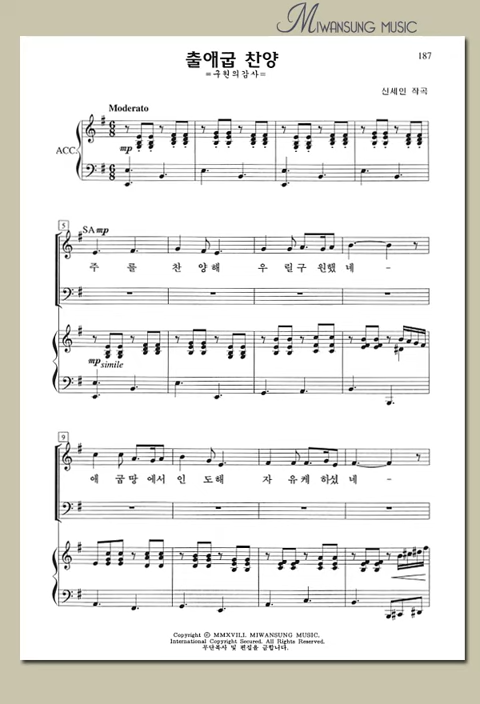 MIWANSUNG MUSIC
187
출애굽 찬양
=구원의감사=
신세인 작곡
Moderato
ACC.
mp
5
SA mp
주 를 찬 양 해 우 릴 구 원했 네 -
mp simile
9
애 굽 땅 에서 인 도해 자 유케 하셨 네 -
Copyright © MMXVIII. MIWANSUNG MUSIC.
International Copyright Secured. All Rights Reserved.
무단복사 및 편집을 금합니다.